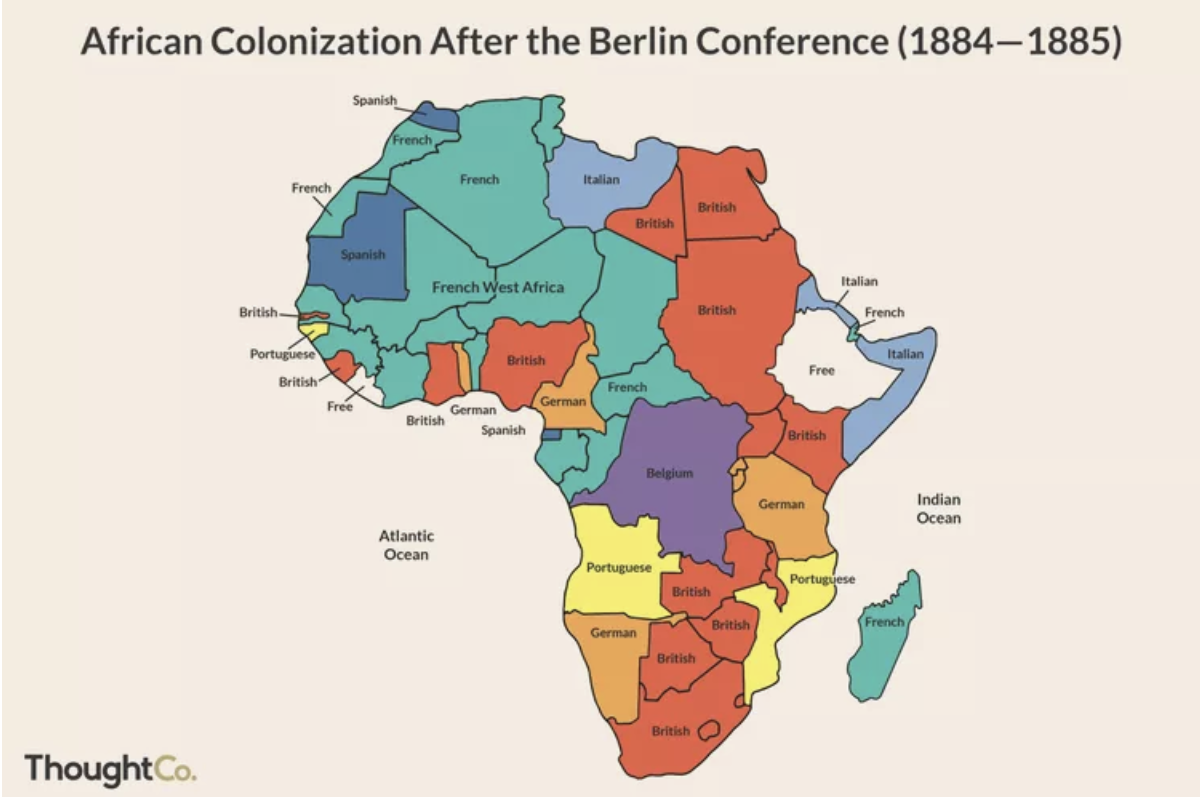 African Colonization After the Berlin Conference (1884—1885)
Spanish
French
French
Italian
French
British
British
Spanish
Italian
French West Africa
British
British
French
Portuguese
Italian
British
British
Free
French
Free
German
British
German
Spanish
British
Belgium
German
Indian
Ocean
Atlantic
Ocean
Portuguese
Portuguese
British
French
British
German
British
British
ThoughtCo.